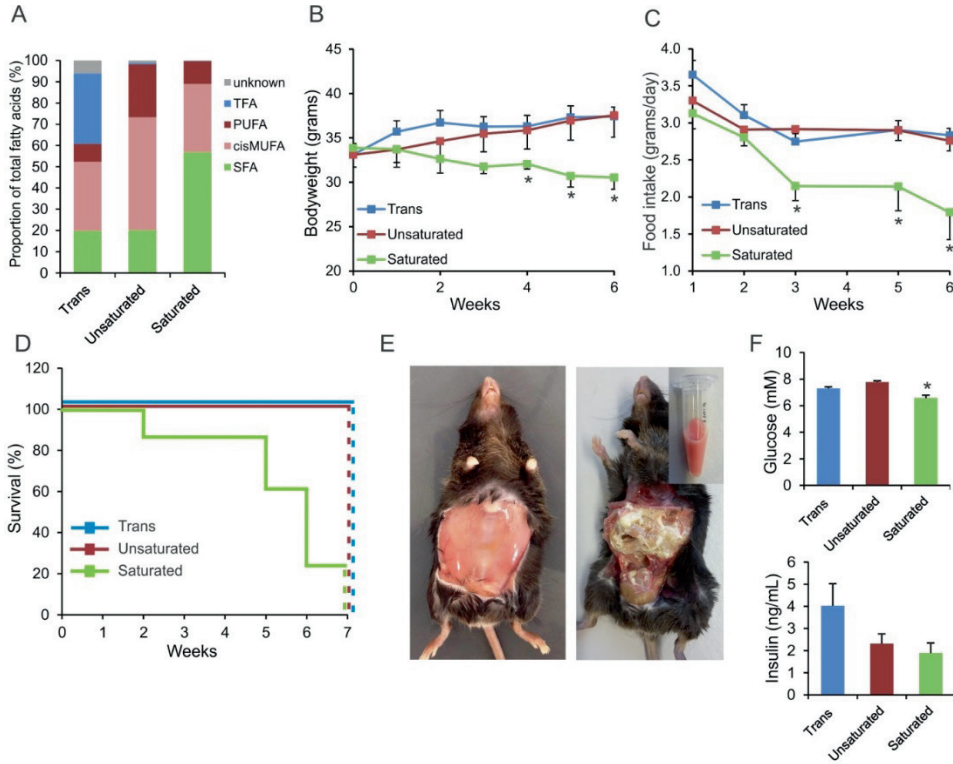 A
Proportion of total fatty acids (%)
100
90
80
70
60
50
40
30
20
10
0
Trans
Unsaturated
Saturated
unknown
TFA
PUFA
cisMUFA
SFA
B
Bodyweight (grams)
45
40
35
30
25
20
Trans
Unsaturated
Saturated
*
*
*
0
2
4
6
Weeks
C
Food intake (grams/day)
4.0
3.5
3.0
2.5
2.0
1.5
1.0
Trans
Unsaturated
Saturated
*
*
*
1
2
3
4
5
6
Weeks
D
Survival (%)
120
100
80
60
40
20
0
Trans
Unsaturated
Saturated
0
1
2
3
4
5
6
7
Weeks
E
F
Glucose (mM)
10
8
6
4
2
0
*
Trans
Unsaturated
Saturated
Insulin (ng/mL)
6
5
4
3
2
1
0
Trans
Unsaturated
Saturated